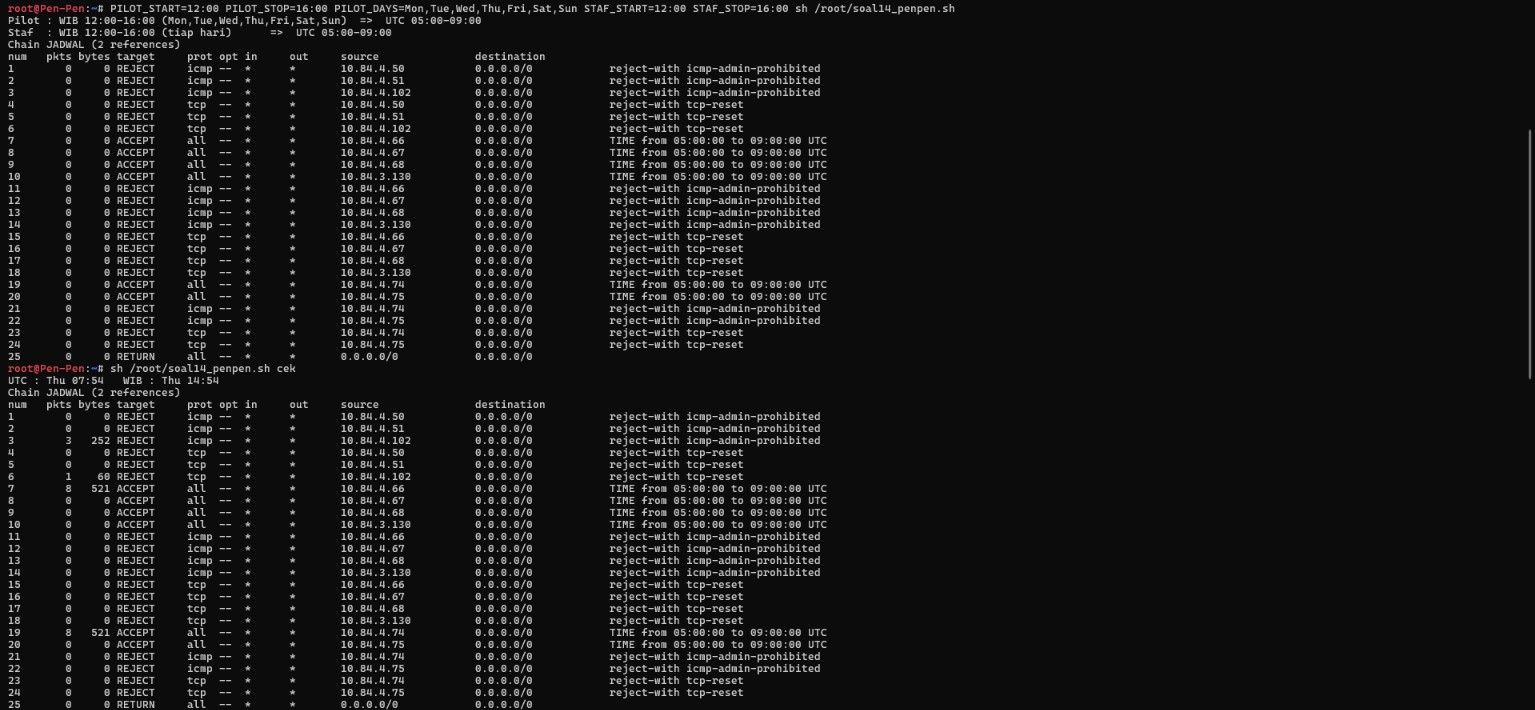 root@Pen-Pen:~# PILOT_START=12:00 PILOT_STOP=16:00 PILOT_DAYS=Mon,Tue,Wed,Thu,Fri,Sat,Sun STAF_START=12:00 STAF_STOP=16:00 sh /root/soal14_penpen.sh
Pilot : WIB 12:00-16:00 (Mon,Tue,Wed,Thu,Fri,Sat,Sun)  =>  UTC 05:00-09:00
Staf  : WIB 12:00-16:00 (tiap hari)      =>  UTC 05:00-09:00
Chain JADWAL (2 references)
num   pkts bytes target     prot opt in     out     source               destination
1        0     0 REJECT     icmp --  *      *       10.84.4.50           0.0.0.0/0            reject-with icmp-admin-prohibited
2        0     0 REJECT     icmp --  *      *       10.84.4.51           0.0.0.0/0            reject-with icmp-admin-prohibited
3        0     0 REJECT     icmp --  *      *       10.84.4.102          0.0.0.0/0            reject-with icmp-admin-prohibited
4        0     0 REJECT     tcp  --  *      *       10.84.4.50           0.0.0.0/0            reject-with tcp-reset
5        0     0 REJECT     tcp  --  *      *       10.84.4.51           0.0.0.0/0            reject-with tcp-reset
6        0     0 REJECT     tcp  --  *      *       10.84.4.102          0.0.0.0/0            reject-with tcp-reset
7        0     0 ACCEPT     all  --  *      *       10.84.4.66           0.0.0.0/0            TIME from 05:00:00 to 09:00:00 UTC
8        0     0 ACCEPT     all  --  *      *       10.84.4.67           0.0.0.0/0            TIME from 05:00:00 to 09:00:00 UTC
9        0     0 ACCEPT     all  --  *      *       10.84.4.68           0.0.0.0/0            TIME from 05:00:00 to 09:00:00 UTC
10       0     0 ACCEPT     all  --  *      *       10.84.3.130          0.0.0.0/0            TIME from 05:00:00 to 09:00:00 UTC
11       0     0 REJECT     icmp --  *      *       10.84.4.66           0.0.0.0/0            reject-with icmp-admin-prohibited
12       0     0 REJECT     icmp --  *      *       10.84.4.67           0.0.0.0/0            reject-with icmp-admin-prohibited
13       0     0 REJECT     icmp --  *      *       10.84.4.68           0.0.0.0/0            reject-with icmp-admin-prohibited
14       0     0 REJECT     icmp --  *      *       10.84.3.130          0.0.0.0/0            reject-with icmp-admin-prohibited
15       0     0 REJECT     tcp  --  *      *       10.84.4.66           0.0.0.0/0            reject-with tcp-reset
16       0     0 REJECT     tcp  --  *      *       10.84.4.67           0.0.0.0/0            reject-with tcp-reset
17       0     0 REJECT     tcp  --  *      *       10.84.4.68           0.0.0.0/0            reject-with tcp-reset
18       0     0 REJECT     tcp  --  *      *       10.84.3.130          0.0.0.0/0            reject-with tcp-reset
19       0     0 ACCEPT     all  --  *      *       10.84.4.74           0.0.0.0/0            TIME from 05:00:00 to 09:00:00 UTC
20       0     0 ACCEPT     all  --  *      *       10.84.4.75           0.0.0.0/0            TIME from 05:00:00 to 09:00:00 UTC
21       0     0 REJECT     icmp --  *      *       10.84.4.74           0.0.0.0/0            reject-with icmp-admin-prohibited
22       0     0 REJECT     icmp --  *      *       10.84.4.75           0.0.0.0/0            reject-with icmp-admin-prohibited
23       0     0 REJECT     tcp  --  *      *       10.84.4.74           0.0.0.0/0            reject-with tcp-reset
24       0     0 REJECT     tcp  --  *      *       10.84.4.75           0.0.0.0/0            reject-with tcp-reset
25       0     0 RETURN     all  --  *      *       0.0.0.0/0            0.0.0.0/0
root@Pen-Pen:~# sh /root/soal14_penpen.sh cek
UTC : Thu 07:54   WIB : Thu 14:54
Chain JADWAL (2 references)
num   pkts bytes target     prot opt in     out     source               destination
1        0     0 REJECT     icmp --  *      *       10.84.4.50           0.0.0.0/0            reject-with icmp-admin-prohibited
2        0     0 REJECT     icmp --  *      *       10.84.4.51           0.0.0.0/0            reject-with icmp-admin-prohibited
3        3   252 REJECT     icmp --  *      *       10.84.4.102          0.0.0.0/0            reject-with icmp-admin-prohibited
4        0     0 REJECT     tcp  --  *      *       10.84.4.50           0.0.0.0/0            reject-with tcp-reset
5        0     0 REJECT     tcp  --  *      *       10.84.4.51           0.0.0.0/0            reject-with tcp-reset
6        1    60 REJECT     tcp  --  *      *       10.84.4.102          0.0.0.0/0            reject-with tcp-reset
7        8   521 ACCEPT     all  --  *      *       10.84.4.66           0.0.0.0/0            TIME from 05:00:00 to 09:00:00 UTC
8        0     0 ACCEPT     all  --  *      *       10.84.4.67           0.0.0.0/0            TIME from 05:00:00 to 09:00:00 UTC
9        0     0 ACCEPT     all  --  *      *       10.84.4.68           0.0.0.0/0            TIME from 05:00:00 to 09:00:00 UTC
10       0     0 ACCEPT     all  --  *      *       10.84.3.130          0.0.0.0/0            TIME from 05:00:00 to 09:00:00 UTC
11       0     0 REJECT     icmp --  *      *       10.84.4.66           0.0.0.0/0            reject-with icmp-admin-prohibited
12       0     0 REJECT     icmp --  *      *       10.84.4.67           0.0.0.0/0            reject-with icmp-admin-prohibited
13       0     0 REJECT     icmp --  *      *       10.84.4.68           0.0.0.0/0            reject-with icmp-admin-prohibited
14       0     0 REJECT     icmp --  *      *       10.84.3.130          0.0.0.0/0            reject-with icmp-admin-prohibited
15       0     0 REJECT     tcp  --  *      *       10.84.4.66           0.0.0.0/0            reject-with tcp-reset
16       0     0 REJECT     tcp  --  *      *       10.84.4.67           0.0.0.0/0            reject-with tcp-reset
17       0     0 REJECT     tcp  --  *      *       10.84.4.68           0.0.0.0/0            reject-with tcp-reset
18       0     0 REJECT     tcp  --  *      *       10.84.3.130          0.0.0.0/0            reject-with tcp-reset
19       8   521 ACCEPT     all  --  *      *       10.84.4.74           0.0.0.0/0            TIME from 05:00:00 to 09:00:00 UTC
20       0     0 ACCEPT     all  --  *      *       10.84.4.75           0.0.0.0/0            TIME from 05:00:00 to 09:00:00 UTC
21       0     0 REJECT     icmp --  *      *       10.84.4.74           0.0.0.0/0            reject-with icmp-admin-prohibited
22       0     0 REJECT     icmp --  *      *       10.84.4.75           0.0.0.0/0            reject-with icmp-admin-prohibited
23       0     0 REJECT     tcp  --  *      *       10.84.4.74           0.0.0.0/0            reject-with tcp-reset
24       0     0 REJECT     tcp  --  *      *       10.84.4.75           0.0.0.0/0            reject-with tcp-reset
25       0     0 RETURN     all  --  *      *       0.0.0.0/0            0.0.0.0/0